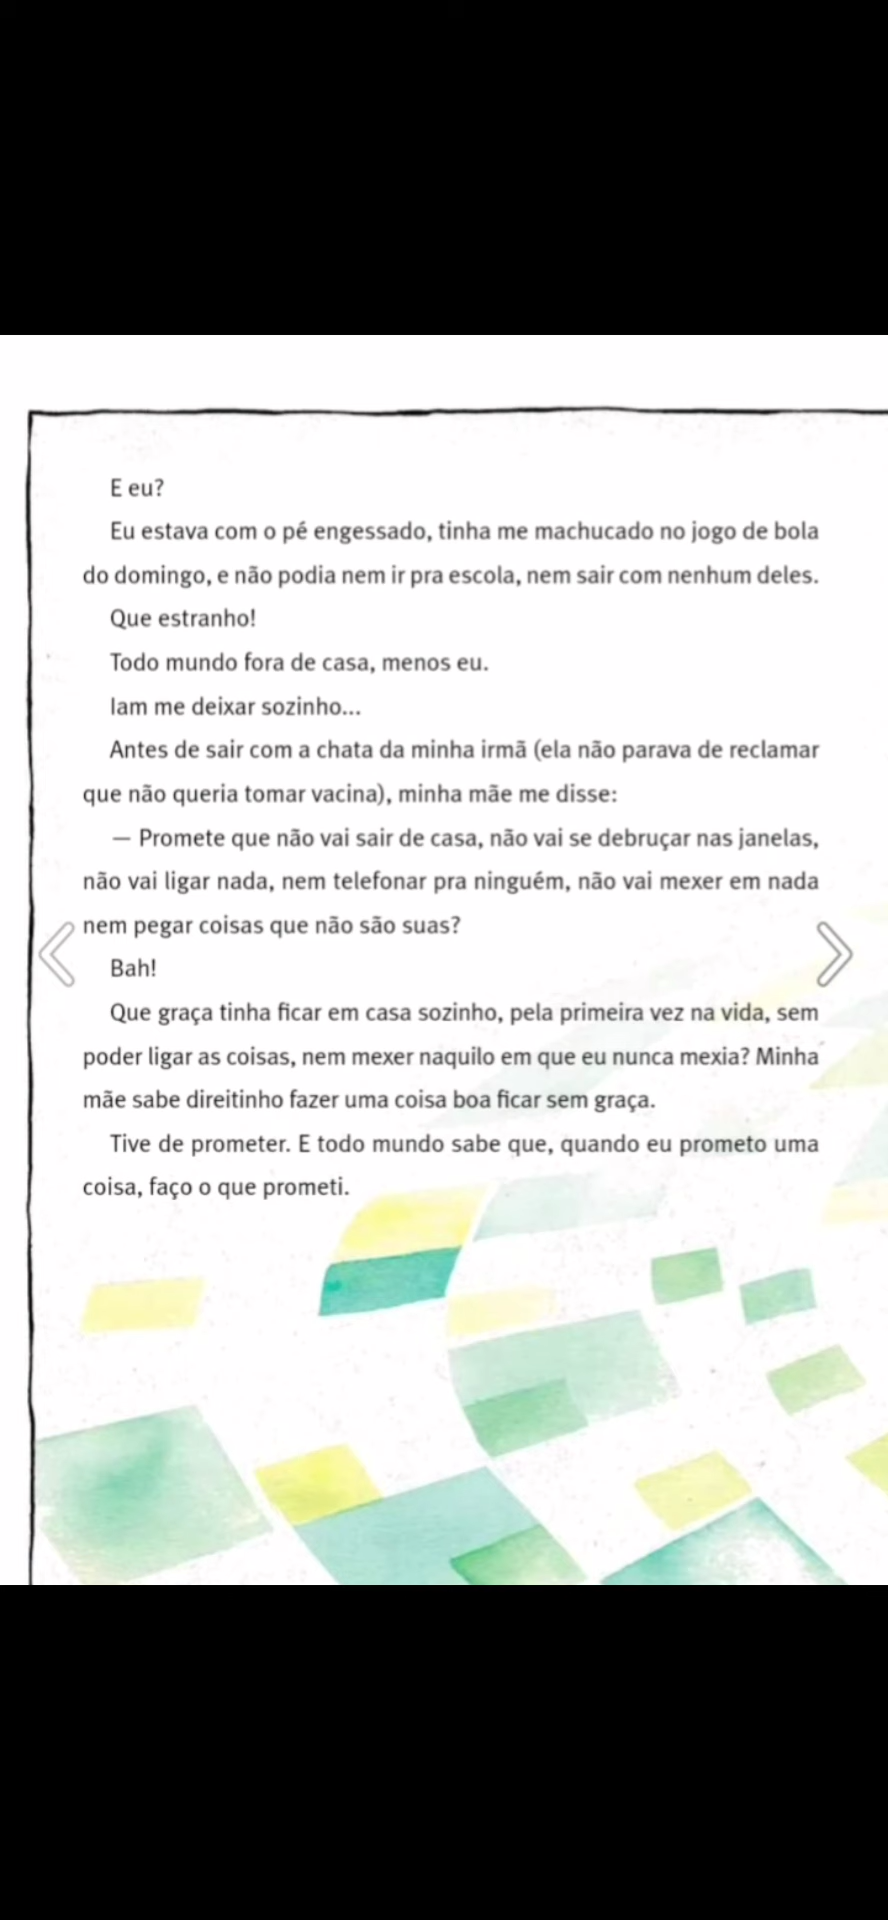 E eu?
Eu estava com o pé engessado, tinha me machucado no jogo de bola
do domingo, e não podia nem ir pra escola, nem sair com nenhum deles.
Que estranho!
Todo mundo fora de casa, menos eu.
Iam me deixar sozinho...
Antes de sair com a chata da minha irmã (ela não parava de reclamar
que não queria tomar vacina), minha mãe me disse:
— Promete que não vai sair de casa, não vai se debruçar nas janelas,
não vai ligar nada, nem telefonar pra ninguém, não vai mexer em nada
nem pegar coisas que não são suas?
Bah!
Que graça tinha ficar em casa sozinho, pela primeira vez na vida, sem
poder ligar as coisas, nem mexer naquilo em que eu nunca mexia? Minha
mãe sabe direitinho fazer uma coisa boa ficar sem graça.
Tive de prometer. E todo mundo sabe que, quando eu prometo uma
coisa, faço o que prometi.